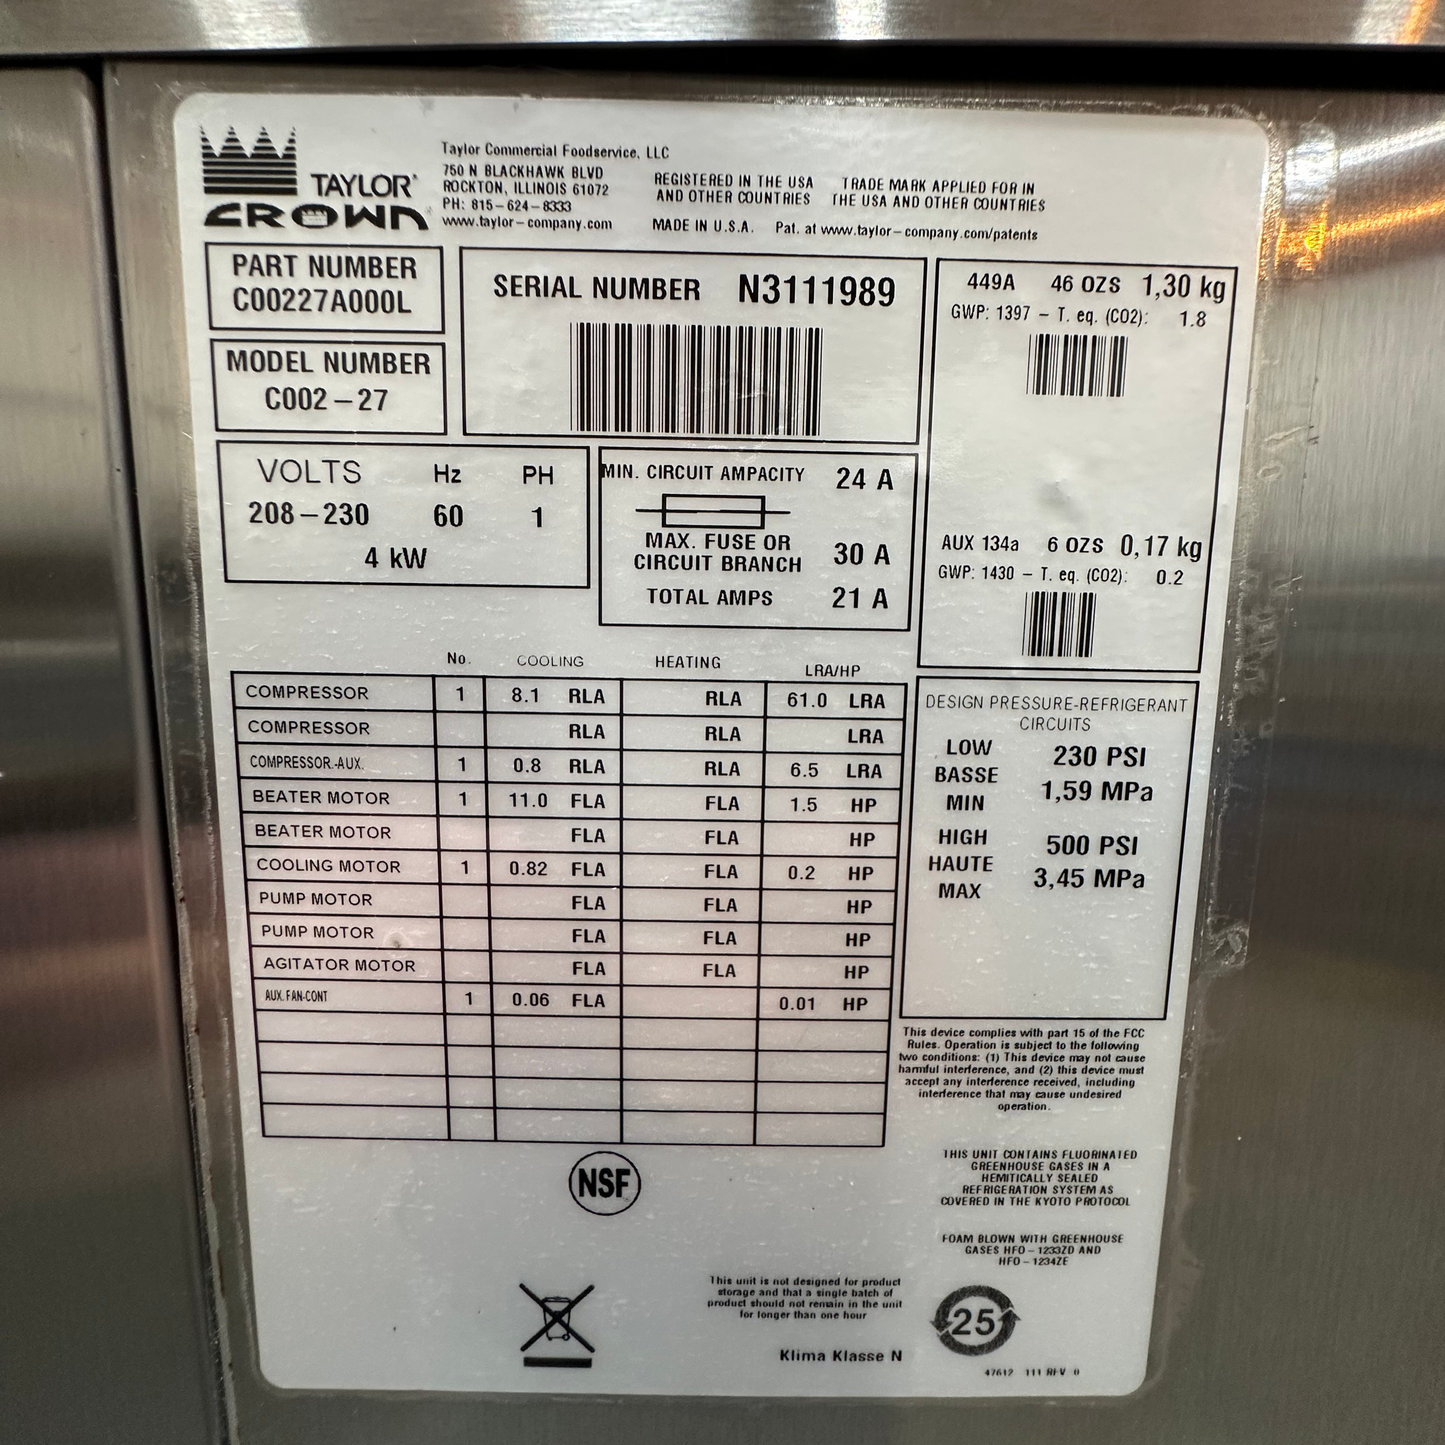 TAYLOR®
CROWN
Taylor Commercial Foodservice, LLC
750 N BLACKHAWK BLVD
ROCKTON, ILLINOIS 61072
PH: 815-624-8333
www.taylor-company.com
REGISTERED IN THE USA
AND OTHER COUNTRIES
TRADE MARK APPLIED FOR IN
THE USA AND OTHER COUNTRIES
MADE IN U.S.A. Pat. at www.taylor-company.com/patents
PART NUMBER
C00227A000L
MODEL NUMBER
C002-27
SERIAL NUMBER N3111989
449A 46 OZS 1,30 kg
GWP: 1397 - T. eq. (CO2): 1.8
AUX 134a 6 OZS 0,17 kg
GWP: 1430 - T. eq. (CO2): 0.2
VOLTS Hz PH
208-230 60 1
4 kW
MIN. CIRCUIT AMPACITY 24 A
MAX. FUSE OR
CIRCUIT BRANCH 30 A
TOTAL AMPS 21 A
No. COOLING HEATING LRA/HP
COMPRESSOR 1 8.1 RLA RLA 61.0 LRA
COMPRESSOR RLA RLA LRA
COMPRESSOR.-AUX. 1 0.8 RLA RLA 6.5 LRA
BEATER MOTOR 1 11.0 FLA FLA 1.5 HP
BEATER MOTOR FLA FLA HP
COOLING MOTOR 1 0.82 FLA FLA 0.2 HP
PUMP MOTOR FLA FLA HP
PUMP MOTOR FLA FLA HP
AGITATOR MOTOR FLA FLA HP
AUX. FAN-CONT 1 0.06 FLA 0.01 HP
DESIGN PRESSURE-REFRIGERANT
CIRCUITS
LOW
BASSE
MIN
230 PSI
1,59 MPa
HIGH
HAUTE
MAX
500 PSI
3,45 MPa
This device complies with part 15 of the FCC
Rules. Operation is subject to the following
two conditions: (1) This device may not cause
harmful interference, and (2) this device must
accept any interference received, including
interference that may cause undesired
operation.
THIS UNIT CONTAINS FLUORINATED
GREENHOUSE GASES IN A
HEMITICALLY SEALED
REFRIGERATION SYSTEM AS
COVERED IN THE KYOTO PROTOCOL
FOAM BLOWN WITH GREENHOUSE
GASES HFO-1233ZD AND
HFO-1234ZE
NSF
This unit is not designed for product
storage and that a single batch of
product should not remain in the unit
for longer than one hour
Klima Klasse N
25
47612 111 REV 0